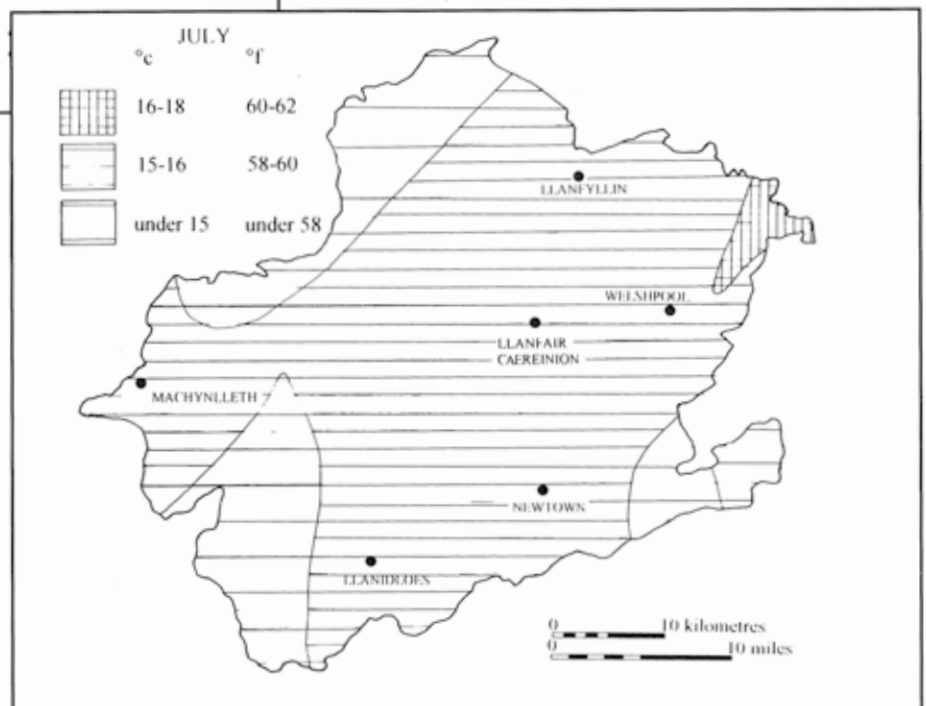 JULY
°c °f
16-18 60-62
15-16 58-60
under 15 under 58
LLANFYLLIN
WELSHPOOL
LLANFAIR
CAEREINION
MACHYNLLETH
NEWTOWN
LLANIDLOES
0 10 kilometres
0 10 miles